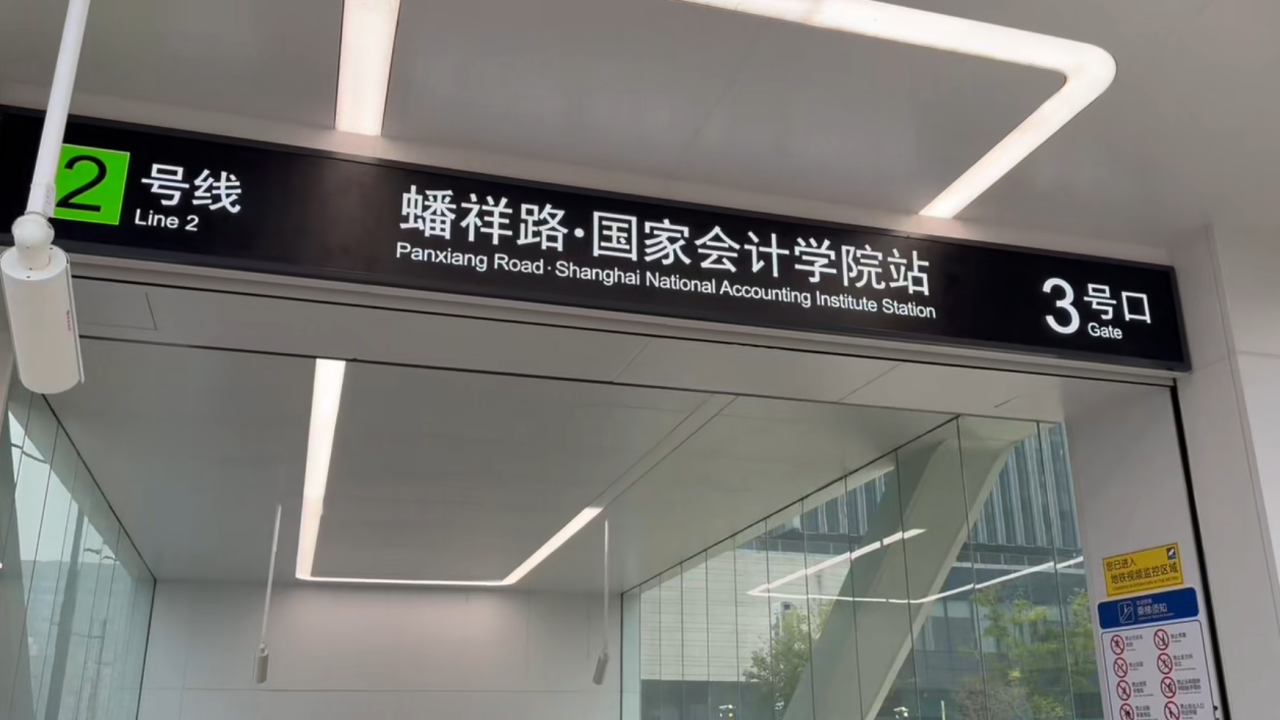 2号线
Line 2
蟠祥路·国家会计学院站
Panxiang Road · Shanghai National Accounting Institute Station
3号口
Gate
您已进入
地铁视频监控区域
乘梯须知